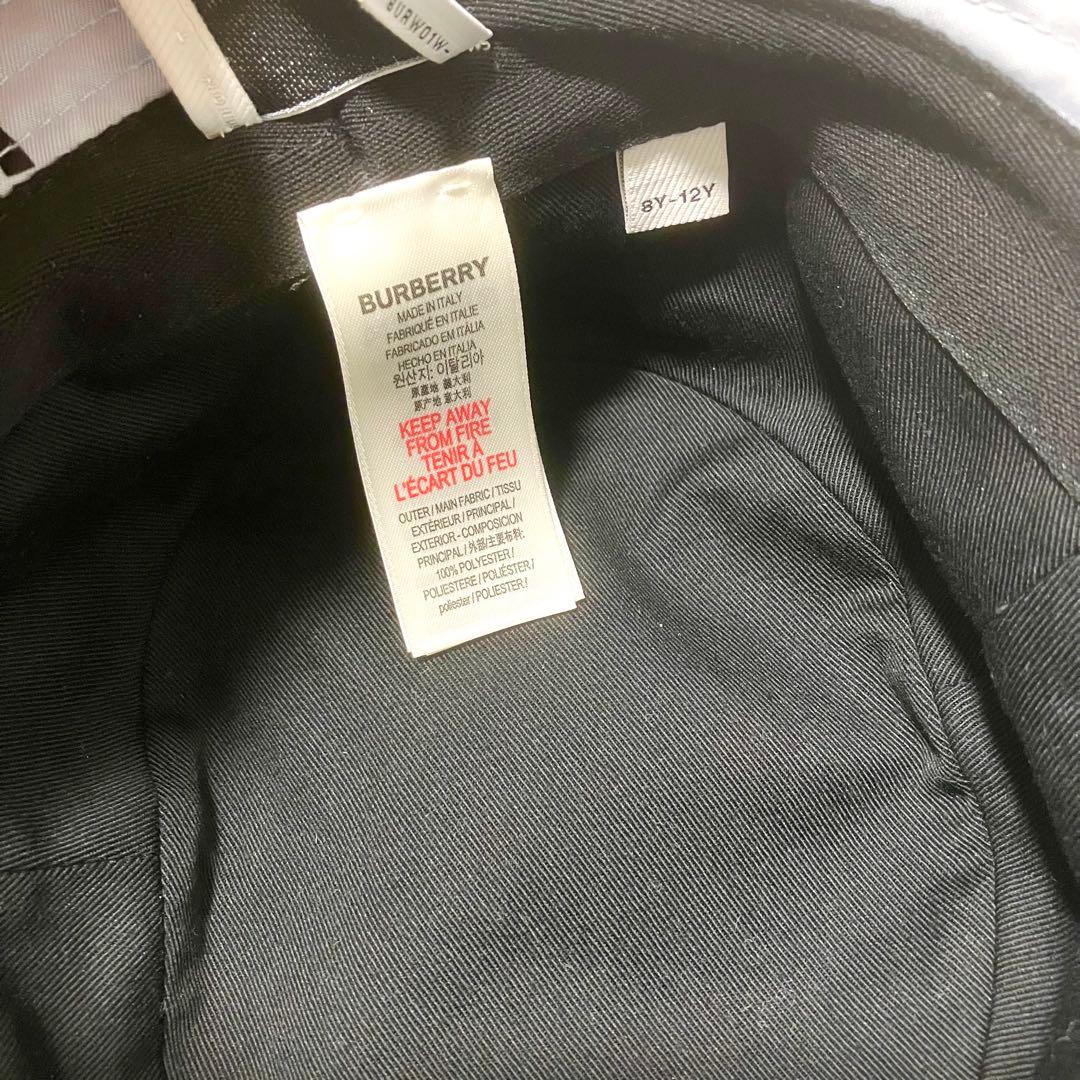 BURW01W-
8Y-12Y
BURBERRY
MADE IN ITALY
FABRIQUÉ EN ITALIE
FABRICADO EM ITÁLIA
HECHO EN ITALIA
원산지: 이탈리아
原產地 義大利
原产地 意大利
KEEP AWAY
FROM FIRE
TENIR À
L'ÉCART DU FEU
OUTER / MAIN FABRIC / TISSU
EXTÉRIEUR / PRINCIPAL /
EXTERIOR - COMPOSICION
PRINCIPAL / 外部/主要布料:
100% POLYESTER /
POLIESTERE / POLIÉSTER /
poliester / POLIESTER /